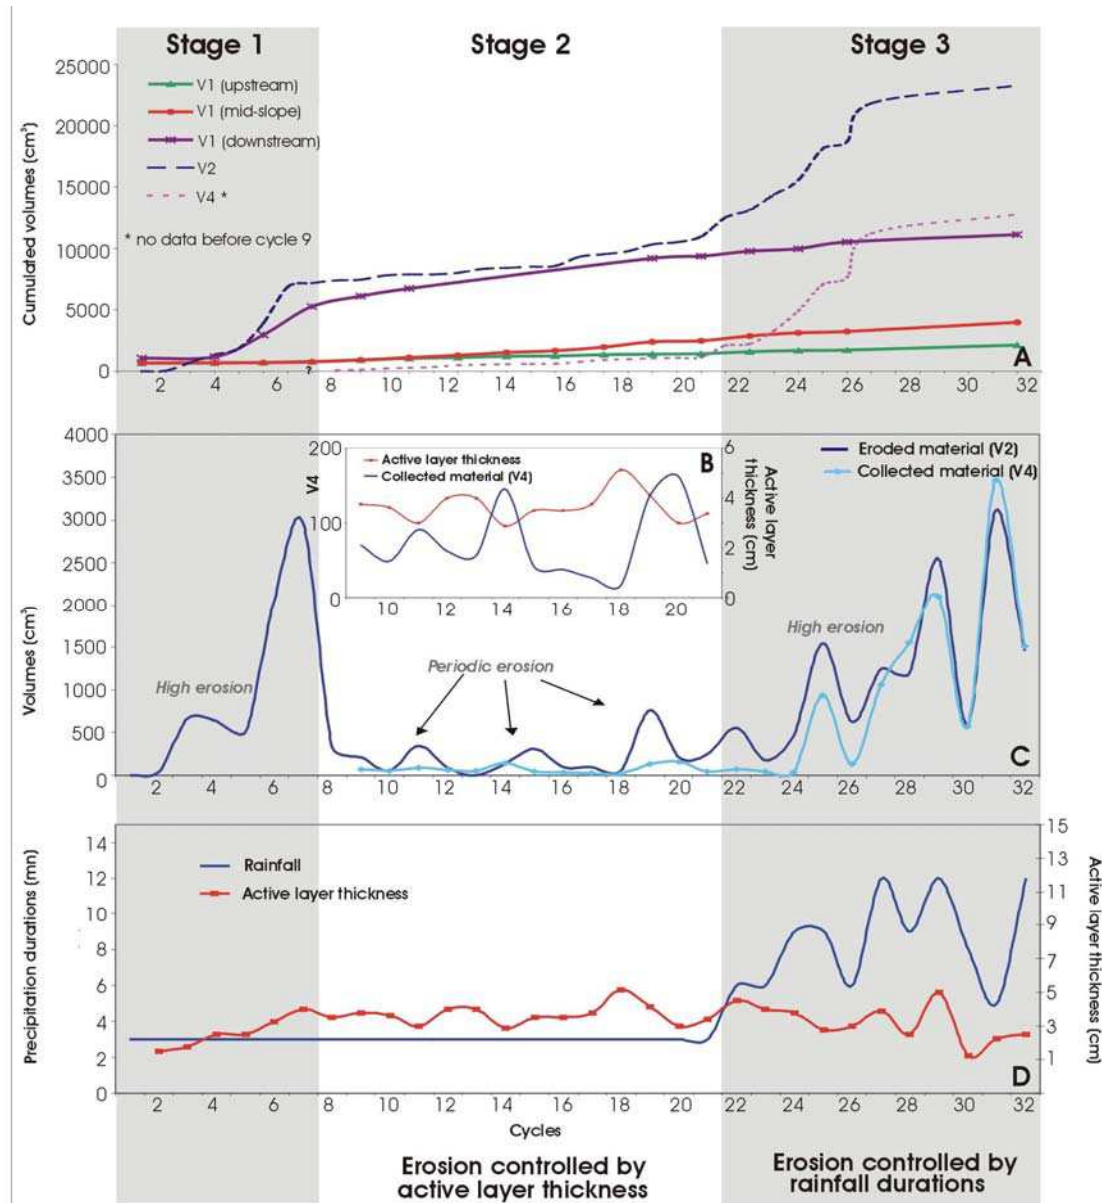 Stage 1 Stage 2 Stage 3
Cumulated volumes (cm³)
25000
20000
15000
10000
5000
0
V1 (upstream)
V1 (mid-slope)
V1 (downstream)
V2
V4 *
* no data before cycle 9
?
A
2 4 6 8 10 12 14 16 18 20 22 24 26 28 30 32
Volumes (cm³)
4000
3500
3000
2500
2000
1500
1000
500
0
High erosion
V4
200
100
0
Active layer thickness
Collected material (V4)
B
6
4
2
0
Active layer
thickness (cm)
10 12 14 16 18 20
Periodic erosion
Eroded material (V2)
Collected material (V4)
High erosion
C
2 4 6 8 10 12 14 16 18 20 22 24 26 28 30 32
Precipitation durations (mn)
14
12
10
8
6
4
2
0
Rainfall
Active layer thickness
15
13
11
9
7
5
3
1
Active layer
thickness (cm)
D
2 4 6 8 10 12 14 16 18 20 22 24 26 28 30 32
Cycles
Erosion controlled by
active layer thickness
Erosion controlled by
rainfall durations